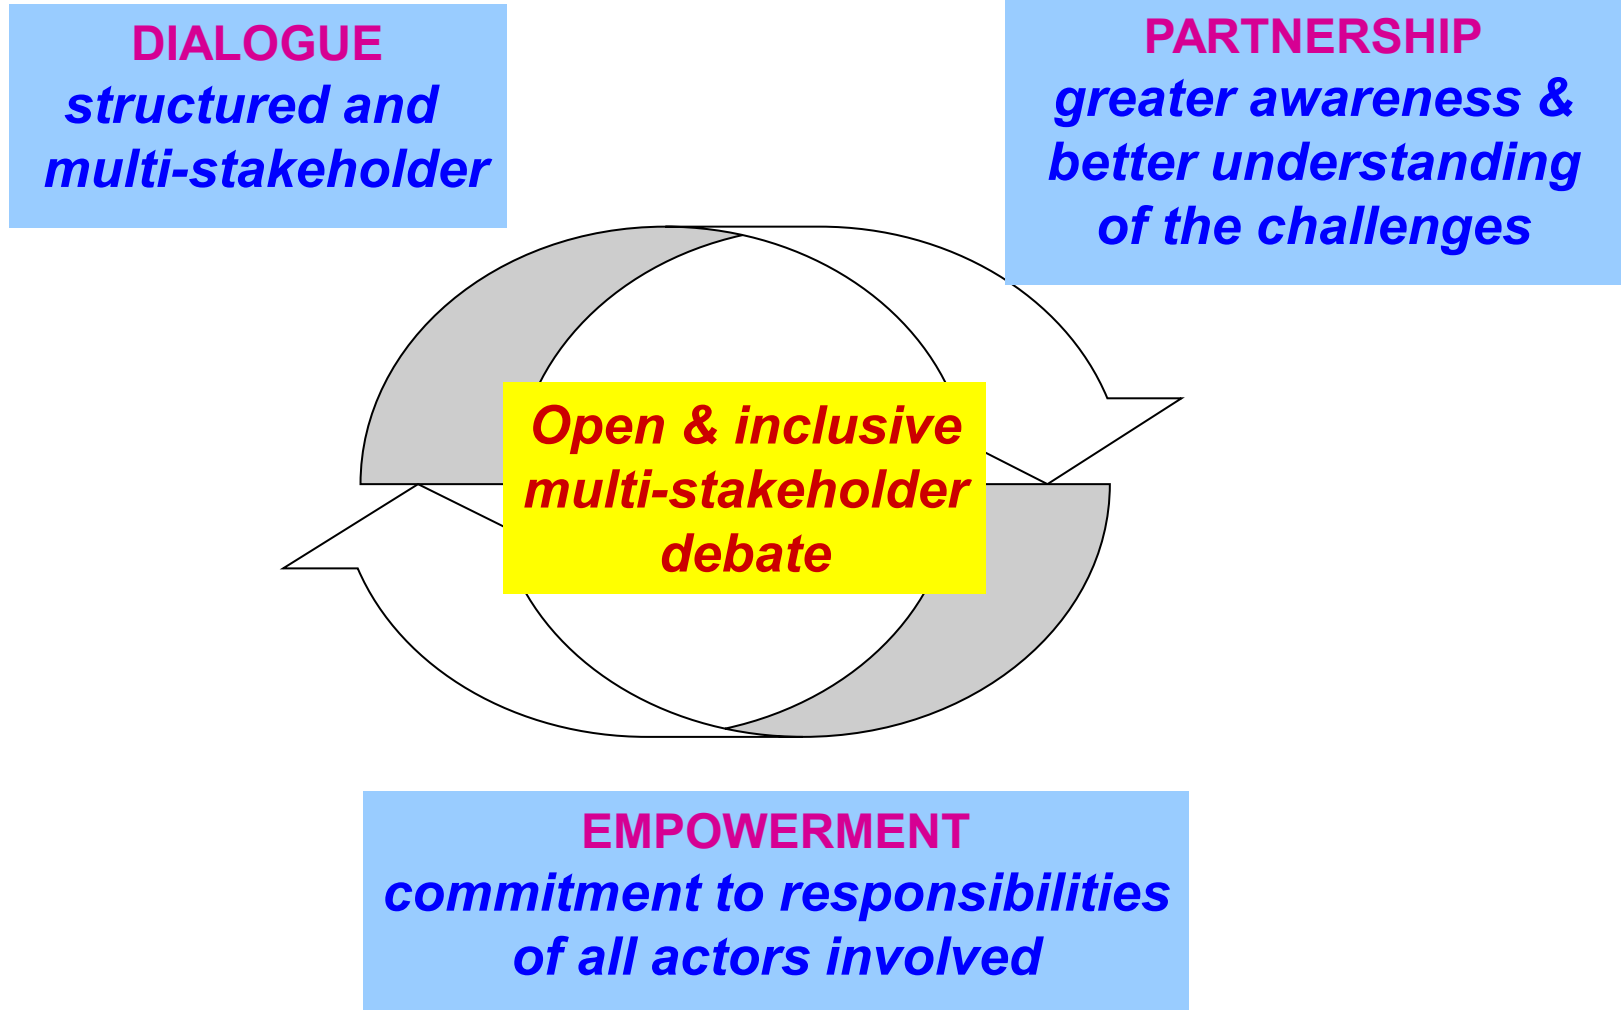 DIALOGUE
structured and
multi-stakeholder
PARTNERSHIP
greater awareness &
better understanding
of the challenges
Open & inclusive
multi-stakeholder
debate
EMPOWERMENT
commitment to responsibilities
of all actors involved